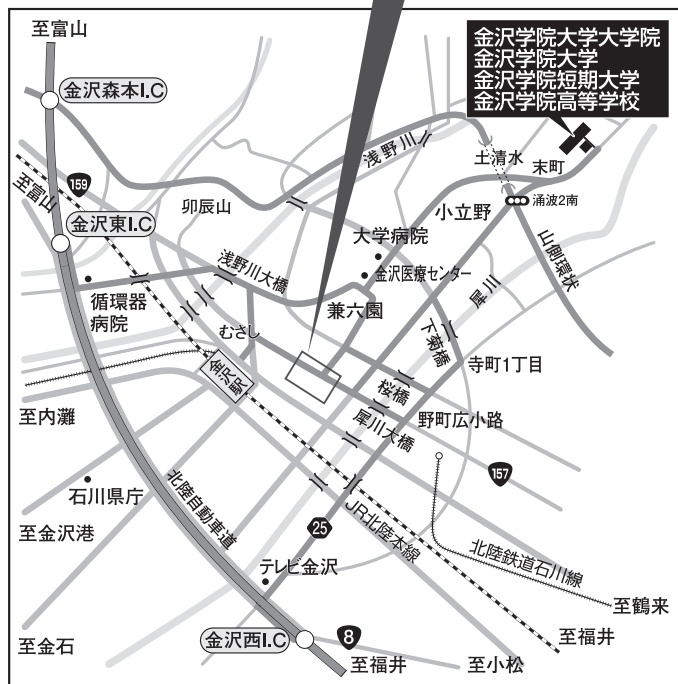 至富山
金沢学院大学大学院
金沢学院大学
金沢学院短期大学
金沢学院高等学校
金沢森本I.C
浅野川
土清水
末町
至富山
159
卯辰山
小立野
涌波2南
金沢東I.C
大学病院
山側環状
浅野川大橋
金沢医療センター
犀川
循環器
病院
兼六園
むさし
下菊橋
寺町1丁目
金沢駅
桜橋
至内灘
犀川大橋
野町広小路
157
石川県庁
北陸自動車道
至金沢港
25
JR北陸本線
北陸鉄道石川線
テレビ金沢
至鶴来
至金石
金沢西I.C
8
至福井
至福井
至小松